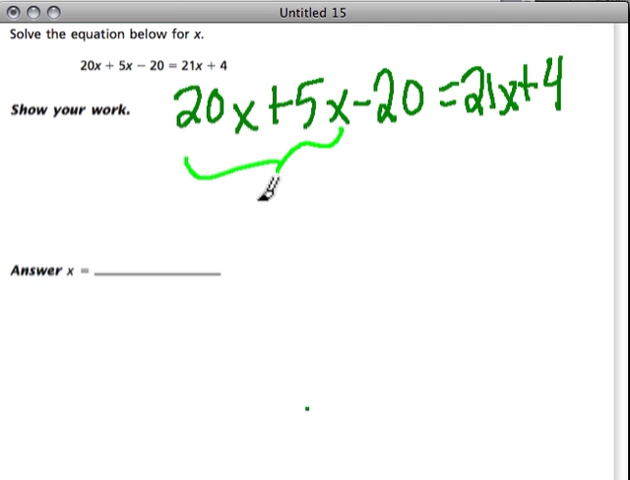 Untitled 15
Solve the equation below for x.
20x + 5x − 20 = 21x + 4
Show your work.
20x+5x-20=21x+4
Answer x = ____________